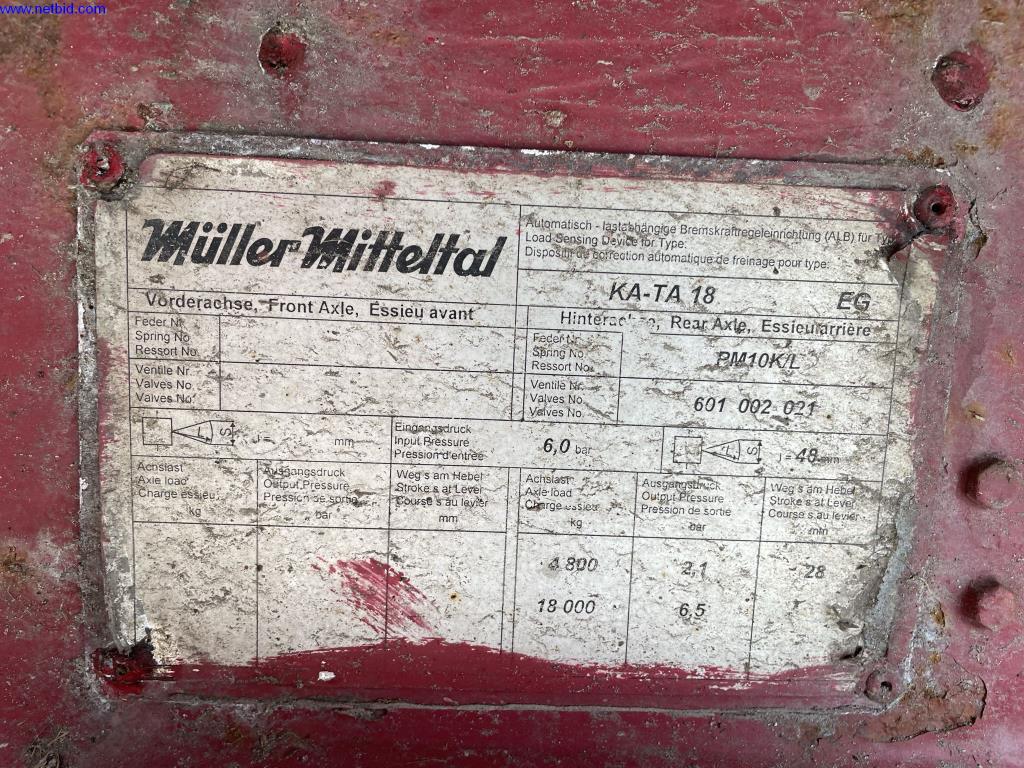 www.netbid.com
Müller-Mitteltal
Automatisch - lastabhängige Bremskraftregeleinrichtung (ALB) für Typ
Load Sensing Device for Type:
Dispositif de correction automatique de freinage pour type:
KA-TA 18 EG
Vorderachse, Front Axle, Essieu avant
Hinterachse, Rear Axle, Essieu arrière
Feder Nr.
Spring No.
Ressort No.
Feder Nr.
Spring No.
Ressort No.
PM10K/L
Ventile Nr.
Valves No.
Valves No.
Ventile Nr.
Valves No.
Valves No.
601 002 021
L S
l = mm
Eingangsdruck
Input Pressure
Pression d'entrée
6,0 bar
L S
l = 48 mm
Achslast
Axle load
Charge essieu
kg
Ausgangsdruck
Output Pressure
Pression de sortie
bar
Weg s am Hebel
Stroke s at Lever
Course s au levier
mm
Achslast
Axle load
Charge essieu
kg
Ausgangsdruck
Output Pressure
Pression de sortie
bar
Weg s am Hebel
Stroke s at Lever
Course s au levier
mm
4 800 2,1 28
18 000 6,5